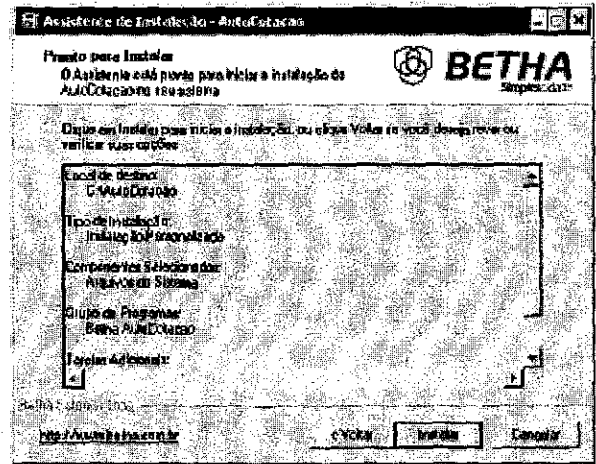 Assistente de Instalação - AutoCotacao
Pronto para Instalar
O Assistente está pronto para iniciar a instalação de
AutoCotacao na seu sistema
BETHA
Clique em Instalar para iniciar a instalação, ou clique Voltar se você deseja rever ou
verificar suas opções
Local de destino:
C:\AutoCotacao
Tipo de Instalação:
Instalação Personalizada
Componentes Selecionados:
Arquivos do Sistema
Grupo de Programas:
Betha AutoCotacao
Tarefas Adicionais:
http://www.betha.com.br
< Voltar
Instalar
Cancelar